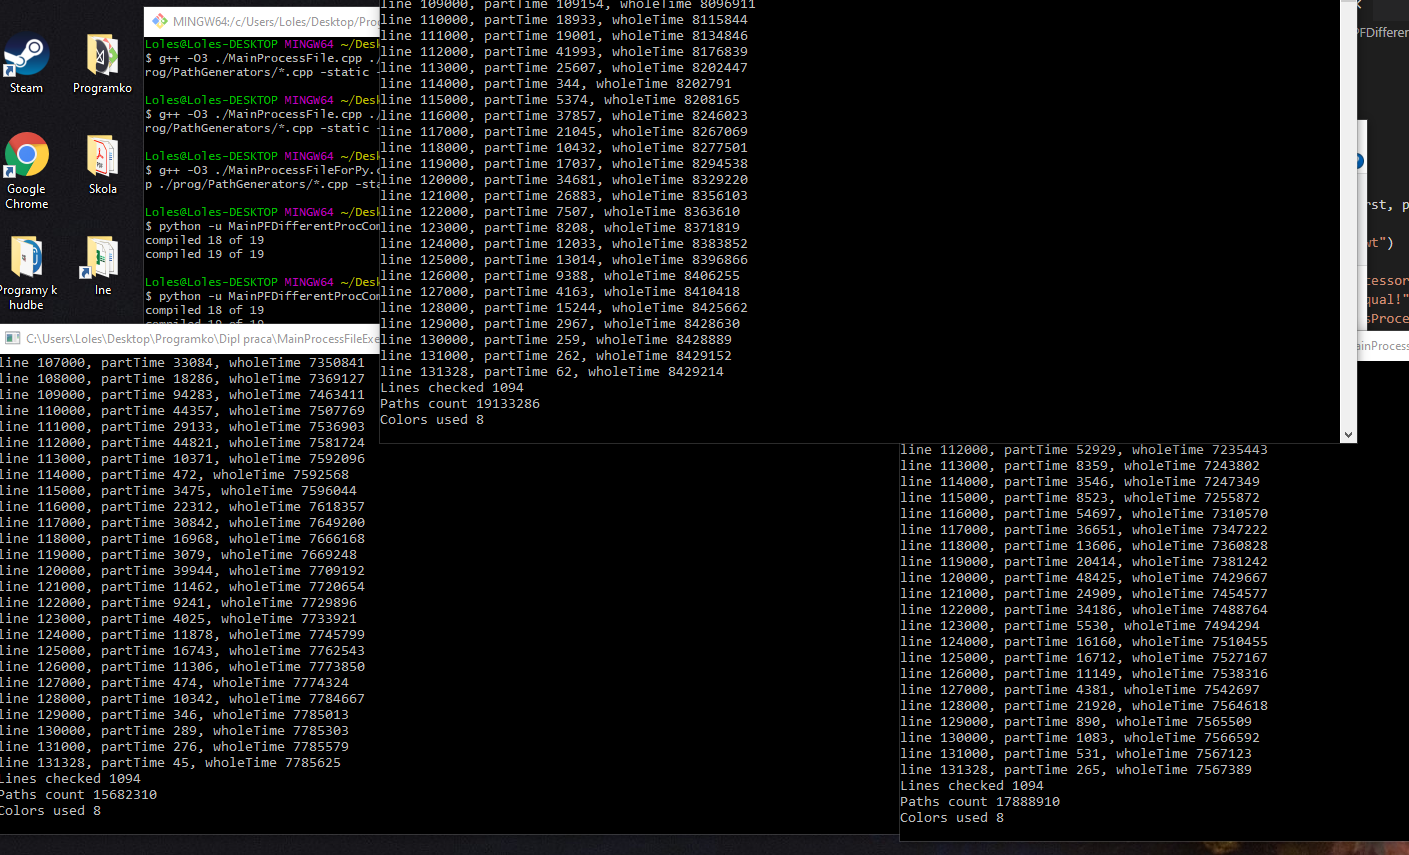 Steam
Programko
Google
Chrome
Skola
Programy k
hudbe
Ine
MINGW64:/c/Users/Loles/Desktop/Pro
Loles@Loles-DESKTOP MINGW64 ~/Desk
$ g++ -O3 ./MainProcessFile.cpp ./
rog/PathGenerators/*.cpp -static
Loles@Loles-DESKTOP MINGW64 ~/Desk
$ g++ -O3 ./MainProcessFile.cpp ./
rog/PathGenerators/*.cpp -static
Loles@Loles-DESKTOP MINGW64 ~/Desk
$ g++ -O3 ./MainProcessFileForPy.c
p ./prog/PathGenerators/*.cpp -sta
Loles@Loles-DESKTOP MINGW64 ~/Desk
$ python -u MainPFDifferentProcCom
compiled 18 of 19
compiled 19 of 19
Loles@Loles-DESKTOP MINGW64 ~/Desk
$ python -u MainPFDifferentProcCom
compiled 18 of 19
line 109000, partTime 109154, wholeTime 8096911
line 110000, partTime 18933, wholeTime 8115844
line 111000, partTime 19001, wholeTime 8134846
line 112000, partTime 41993, wholeTime 8176839
line 113000, partTime 25607, wholeTime 8202447
line 114000, partTime 344, wholeTime 8202791
line 115000, partTime 5374, wholeTime 8208165
line 116000, partTime 37857, wholeTime 8246023
line 117000, partTime 21045, wholeTime 8267069
line 118000, partTime 10432, wholeTime 8277501
line 119000, partTime 17037, wholeTime 8294538
line 120000, partTime 34681, wholeTime 8329220
line 121000, partTime 26883, wholeTime 8356103
line 122000, partTime 7507, wholeTime 8363610
line 123000, partTime 8208, wholeTime 8371819
line 124000, partTime 12033, wholeTime 8383852
line 125000, partTime 13014, wholeTime 8396866
line 126000, partTime 9388, wholeTime 8406255
line 127000, partTime 4163, wholeTime 8410418
line 128000, partTime 15244, wholeTime 8425662
line 129000, partTime 2967, wholeTime 8428630
line 130000, partTime 259, wholeTime 8428889
line 131000, partTime 262, wholeTime 8429152
line 131328, partTime 62, wholeTime 8429214
Lines checked 1094
Paths count 19133286
Colors used 8
PFDifferen
rst, p
wt")
cessor
qual!"
sProce
ainProcess
C:\Users\Loles\Desktop\Programko\Dipl praca\MainProcessFileExe
line 107000, partTime 33084, wholeTime 7350841
line 108000, partTime 18286, wholeTime 7369127
line 109000, partTime 94283, wholeTime 7463411
line 110000, partTime 44357, wholeTime 7507769
line 111000, partTime 29133, wholeTime 7536903
line 112000, partTime 44821, wholeTime 7581724
line 113000, partTime 10371, wholeTime 7592096
line 114000, partTime 472, wholeTime 7592568
line 115000, partTime 3475, wholeTime 7596044
line 116000, partTime 22312, wholeTime 7618357
line 117000, partTime 30842, wholeTime 7649200
line 118000, partTime 16968, wholeTime 7666168
line 119000, partTime 3079, wholeTime 7669248
line 120000, partTime 39944, wholeTime 7709192
line 121000, partTime 11462, wholeTime 7720654
line 122000, partTime 9241, wholeTime 7729896
line 123000, partTime 4025, wholeTime 7733921
line 124000, partTime 11878, wholeTime 7745799
line 125000, partTime 16743, wholeTime 7762543
line 126000, partTime 11306, wholeTime 7773850
line 127000, partTime 474, wholeTime 7774324
line 128000, partTime 10342, wholeTime 7784667
line 129000, partTime 346, wholeTime 7785013
line 130000, partTime 289, wholeTime 7785303
line 131000, partTime 276, wholeTime 7785579
line 131328, partTime 45, wholeTime 7785625
Lines checked 1094
Paths count 15682310
Colors used 8
line 112000, partTime 52929, wholeTime 7235443
line 113000, partTime 8359, wholeTime 7243802
line 114000, partTime 3546, wholeTime 7247349
line 115000, partTime 8523, wholeTime 7255872
line 116000, partTime 54697, wholeTime 7310570
line 117000, partTime 36651, wholeTime 7347222
line 118000, partTime 13606, wholeTime 7360828
line 119000, partTime 20414, wholeTime 7381242
line 120000, partTime 48425, wholeTime 7429667
line 121000, partTime 24909, wholeTime 7454577
line 122000, partTime 34186, wholeTime 7488764
line 123000, partTime 5530, wholeTime 7494294
line 124000, partTime 16160, wholeTime 7510455
line 125000, partTime 16712, wholeTime 7527167
line 126000, partTime 11149, wholeTime 7538316
line 127000, partTime 4381, wholeTime 7542697
line 128000, partTime 21920, wholeTime 7564618
line 129000, partTime 890, wholeTime 7565509
line 130000, partTime 1083, wholeTime 7566592
line 131000, partTime 531, wholeTime 7567123
line 131328, partTime 265, wholeTime 7567389
Lines checked 1094
Paths count 17888910
Colors used 8